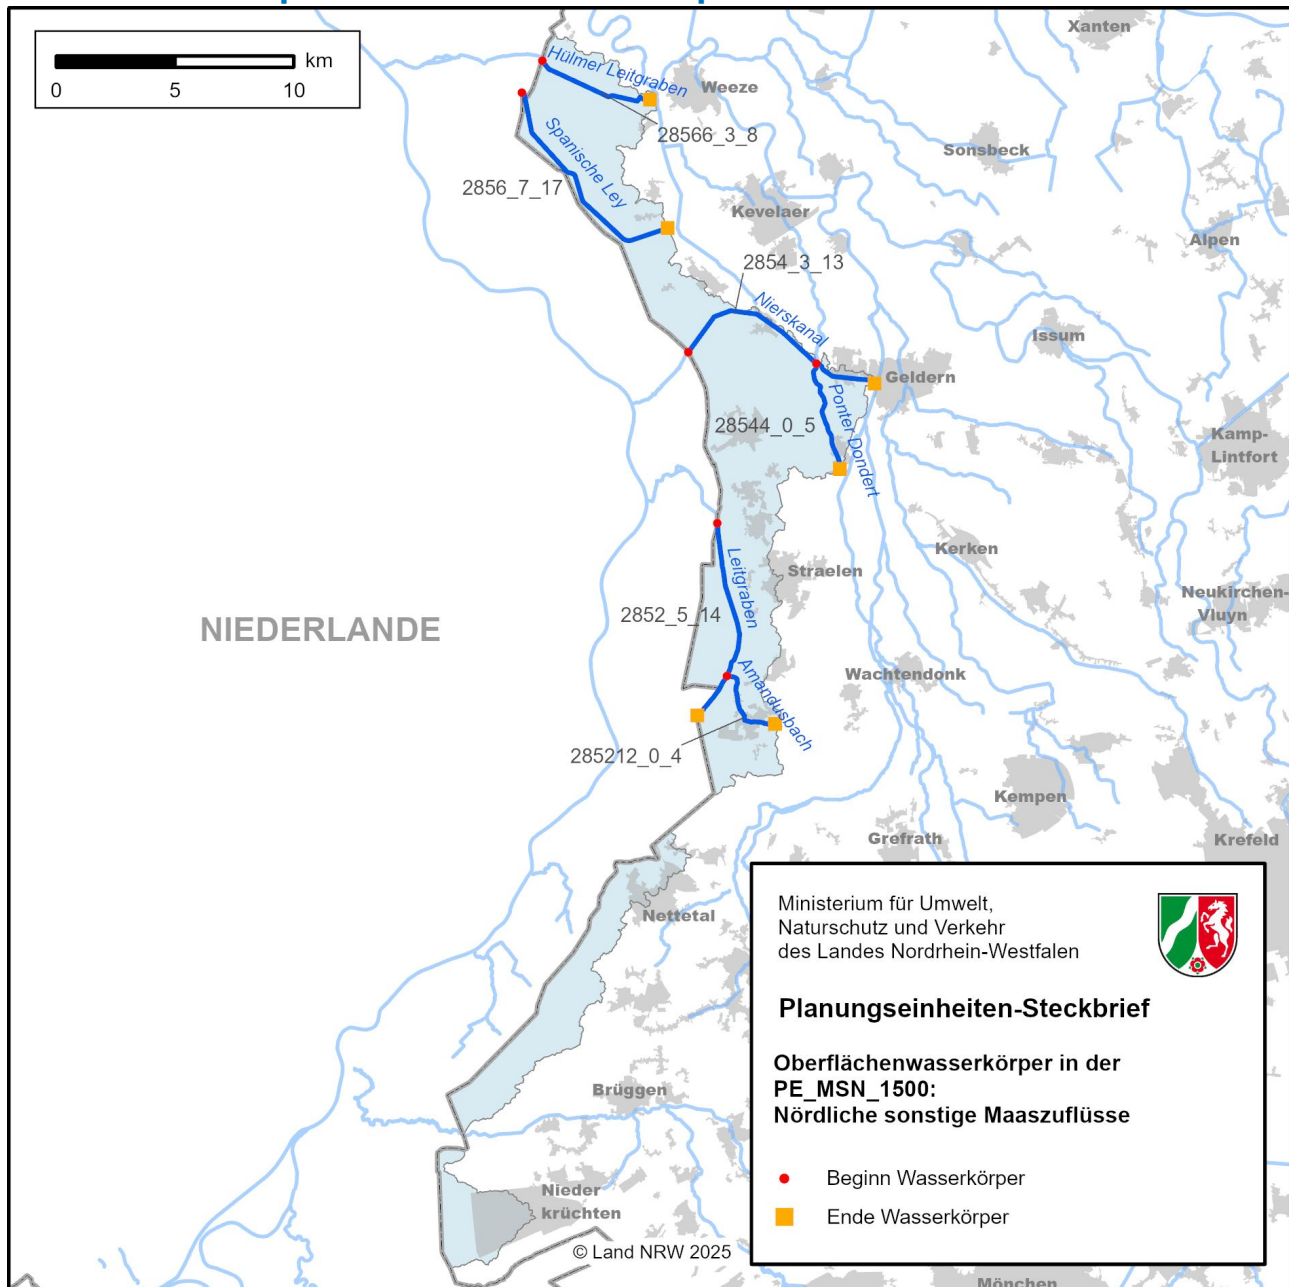 km
0 5 10
Xanten
Hülmer Leitgraben
Weeze
28566_3_8
Spanische Ley
Sonsbeck
2856_7_17
Kevelaer
Alpen
2854_3_13
Nierskanal
Issum
Geldern
Ponter Dondert
28544_0_5
Kamp-
Lintfort
Kerken
Leitgraben
Straelen
Neukirchen-
Vluyn
2852_5_14
NIEDERLANDE
Amandusbach
Wachtendonk
285212_0_4
Kempen
Grefrath
Krefeld
Nettetal
Brüggen
Nieder
krüchten
© Land NRW 2025
Ministerium für Umwelt,
Naturschutz und Verkehr
des Landes Nordrhein-Westfalen
Planungseinheiten-Steckbrief
Oberflächenwasserkörper in der
PE_MSN_1500:
Nördliche sonstige Maaszuflüsse
Beginn Wasserkörper
Ende Wasserkörper
Mönchen